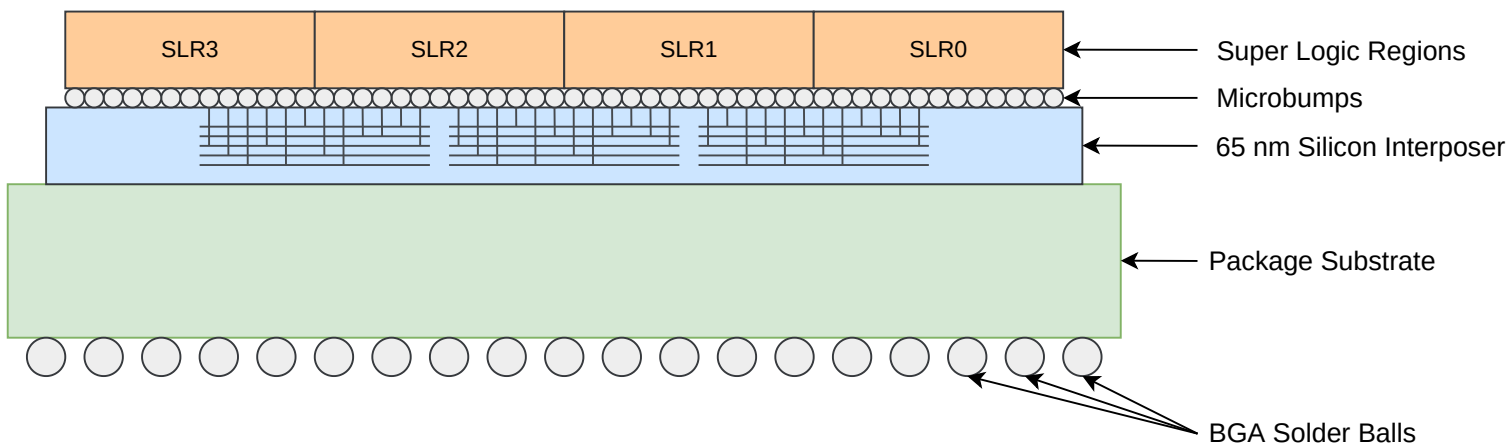 SLR3
SLR2
SLR1
SLR0
Super Logic Regions
Microbumps
65 nm Silicon Interposer
Package Substrate
BGA Solder Balls